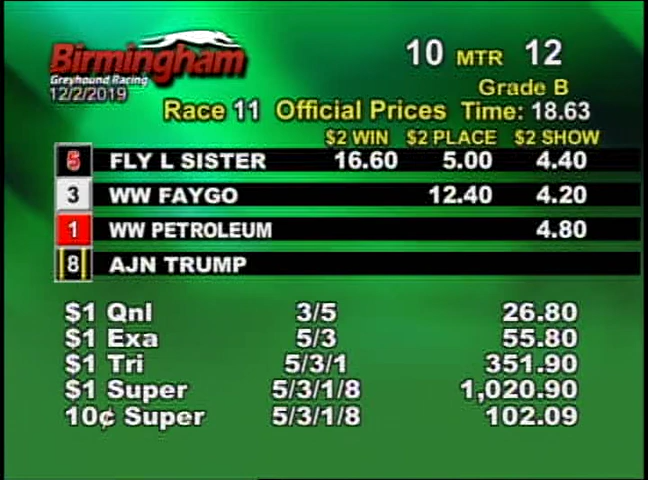 Birmingham
Greyhound Racing
12/2/2019
10 MTR 12
Grade B
Race 11 Official Prices Time: 18.63
$2 WIN $2 PLACE $2 SHOW
5 FLY L SISTER 16.60 5.00 4.40
3 WW FAYGO 12.40 4.20
1 WW PETROLEUM 4.80
8 AJN TRUMP
$1 Qnl 3/5 26.80
$1 Exa 5/3 55.80
$1 Tri 5/3/1 351.90
$1 Super 5/3/1/8 1,020.90
10¢ Super 5/3/1/8 102.09